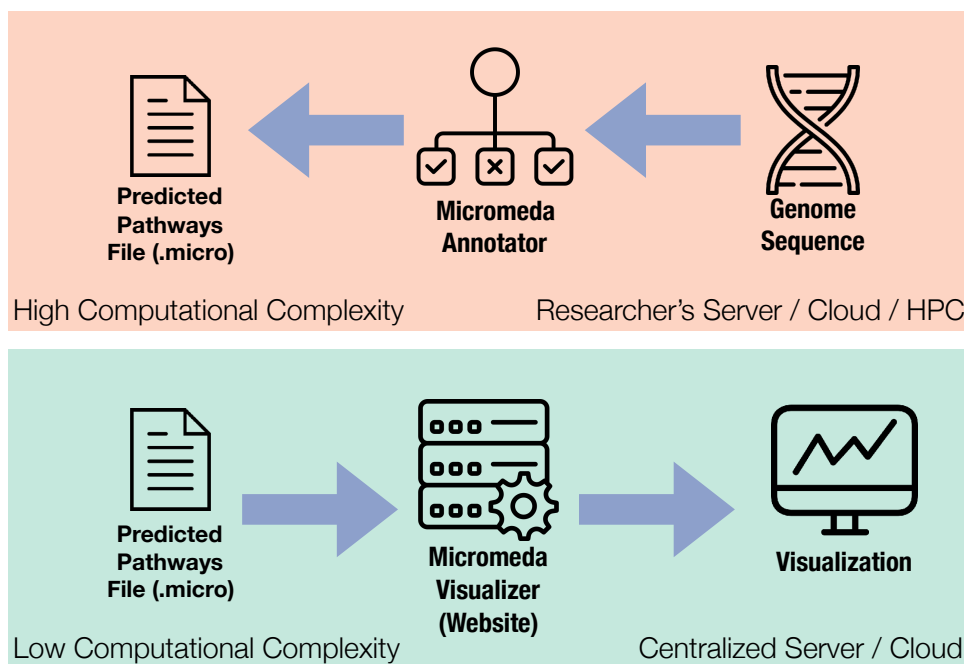 Predicted
Pathways
File (.micro)
Micromeda
Annotator
Genome
Sequence
High Computational Complexity
Researcher's Server / Cloud / HPC
Predicted
Pathways
File (.micro)
Micromeda
Visualizer
(Website)
Visualization
Low Computational Complexity
Centralized Server / Cloud